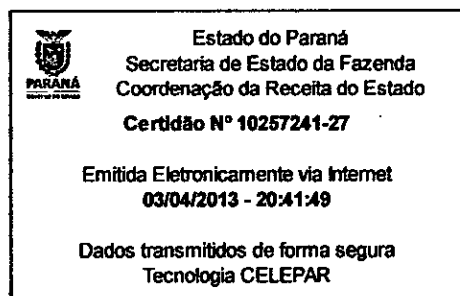 Estado do Paraná
Secretaria de Estado da Fazenda
PARANÁ
Coordenação da Receita do Estado
Certidão Nº 10257241-27
Emitida Eletronicamente via Internet
03/04/2013 - 20:41:49
Dados transmitidos de forma segura
Tecnologia CELEPAR